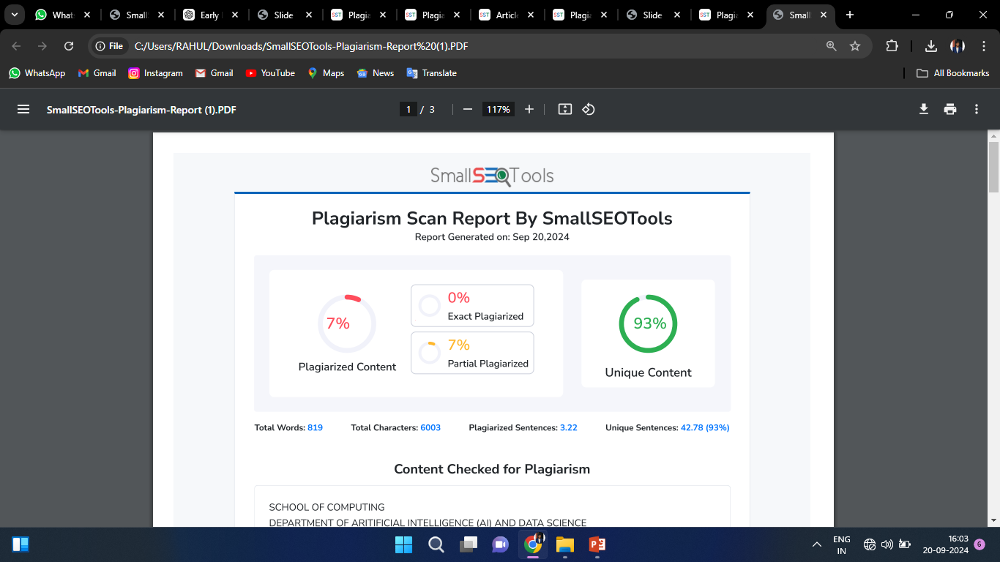 Whats
Small
Early
Slide
Plagia
Plagia
Article
Plagia
Slide
Plagia
Small
File
C:/Users/RAHUL/Downloads/SmallSEOTools-Plagiarism-Report%20(1).PDF
WhatsApp
Gmail
Instagram
Gmail
YouTube
Maps
News
Translate
All Bookmarks
SmallSEOTools-Plagiarism-Report (1).PDF
1 / 3
117%
SmallSEOTools
Plagiarism Scan Report By SmallSEOTools
Report Generated on: Sep 20,2024
7%
Plagiarized Content
0%
Exact Plagiarized
7%
Partial Plagiarized
93%
Unique Content
Total Words: 819
Total Characters: 6003
Plagiarized Sentences: 3.22
Unique Sentences: 42.78 (93%)
Content Checked for Plagiarism
SCHOOL OF COMPUTING
DEPARTMENT OF ARITIFICIAL INTELLIGENCE (AI) AND DATA SCIENCE
ENG
IN
16:03
20-09-2024
6